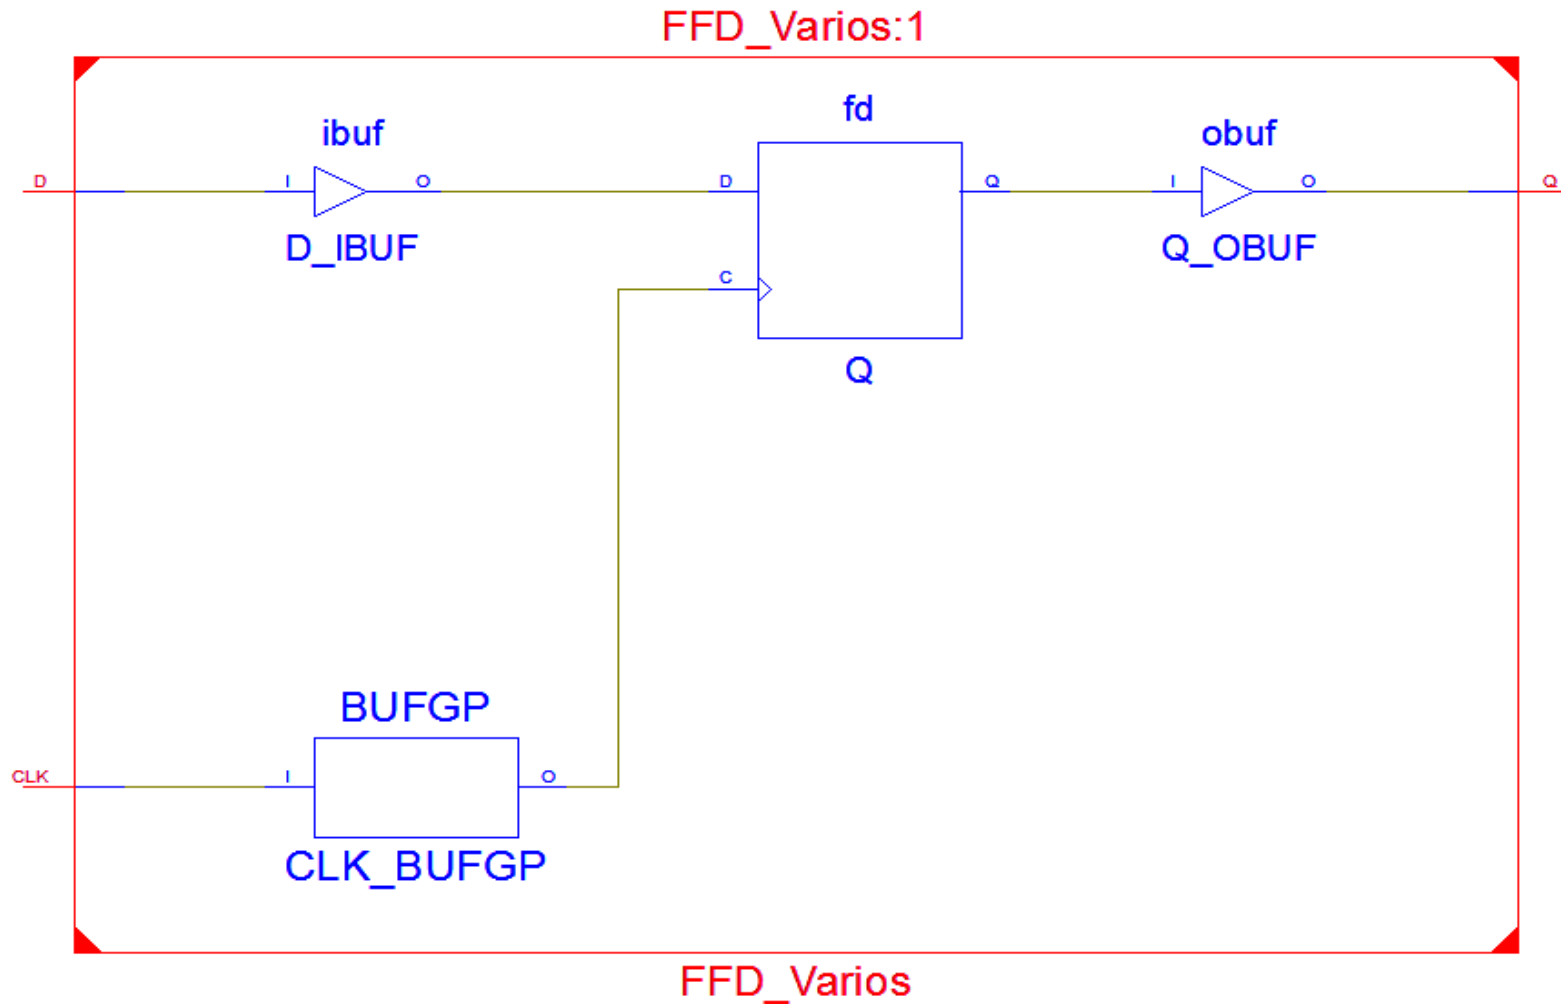 FFD_Varios:1
fd
ibuf
obuf
D
I
O
D
Q
I
O
Q
D_IBUF
Q_OBUF
C
Q
BUFGP
CLK
I
O
CLK_BUFGP
FFD_Varios